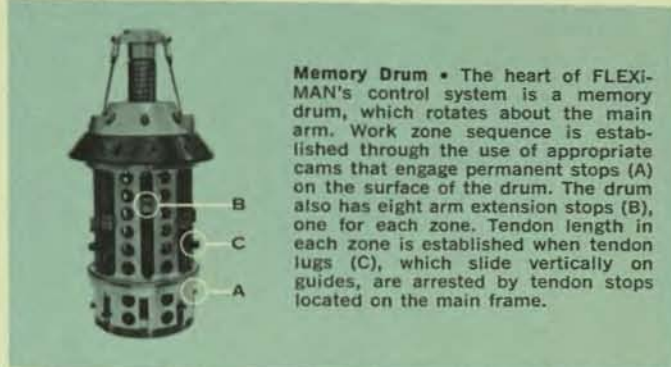 Memory Drum • The heart of FLEXi-
MAN's control system is a memory
drum, which rotates about the main
arm. Work zone sequence is estab-
lished through the use of appropriate
cams that engage permanent stops (A)
on the surface of the drum. The drum
also has eight arm extension stops (B),
one for each zone. Tendon length in
each zone is established when tendon
lugs (C), which slide vertically on
guides, are arrested by tendon stops
located on the main frame.
B
C
A